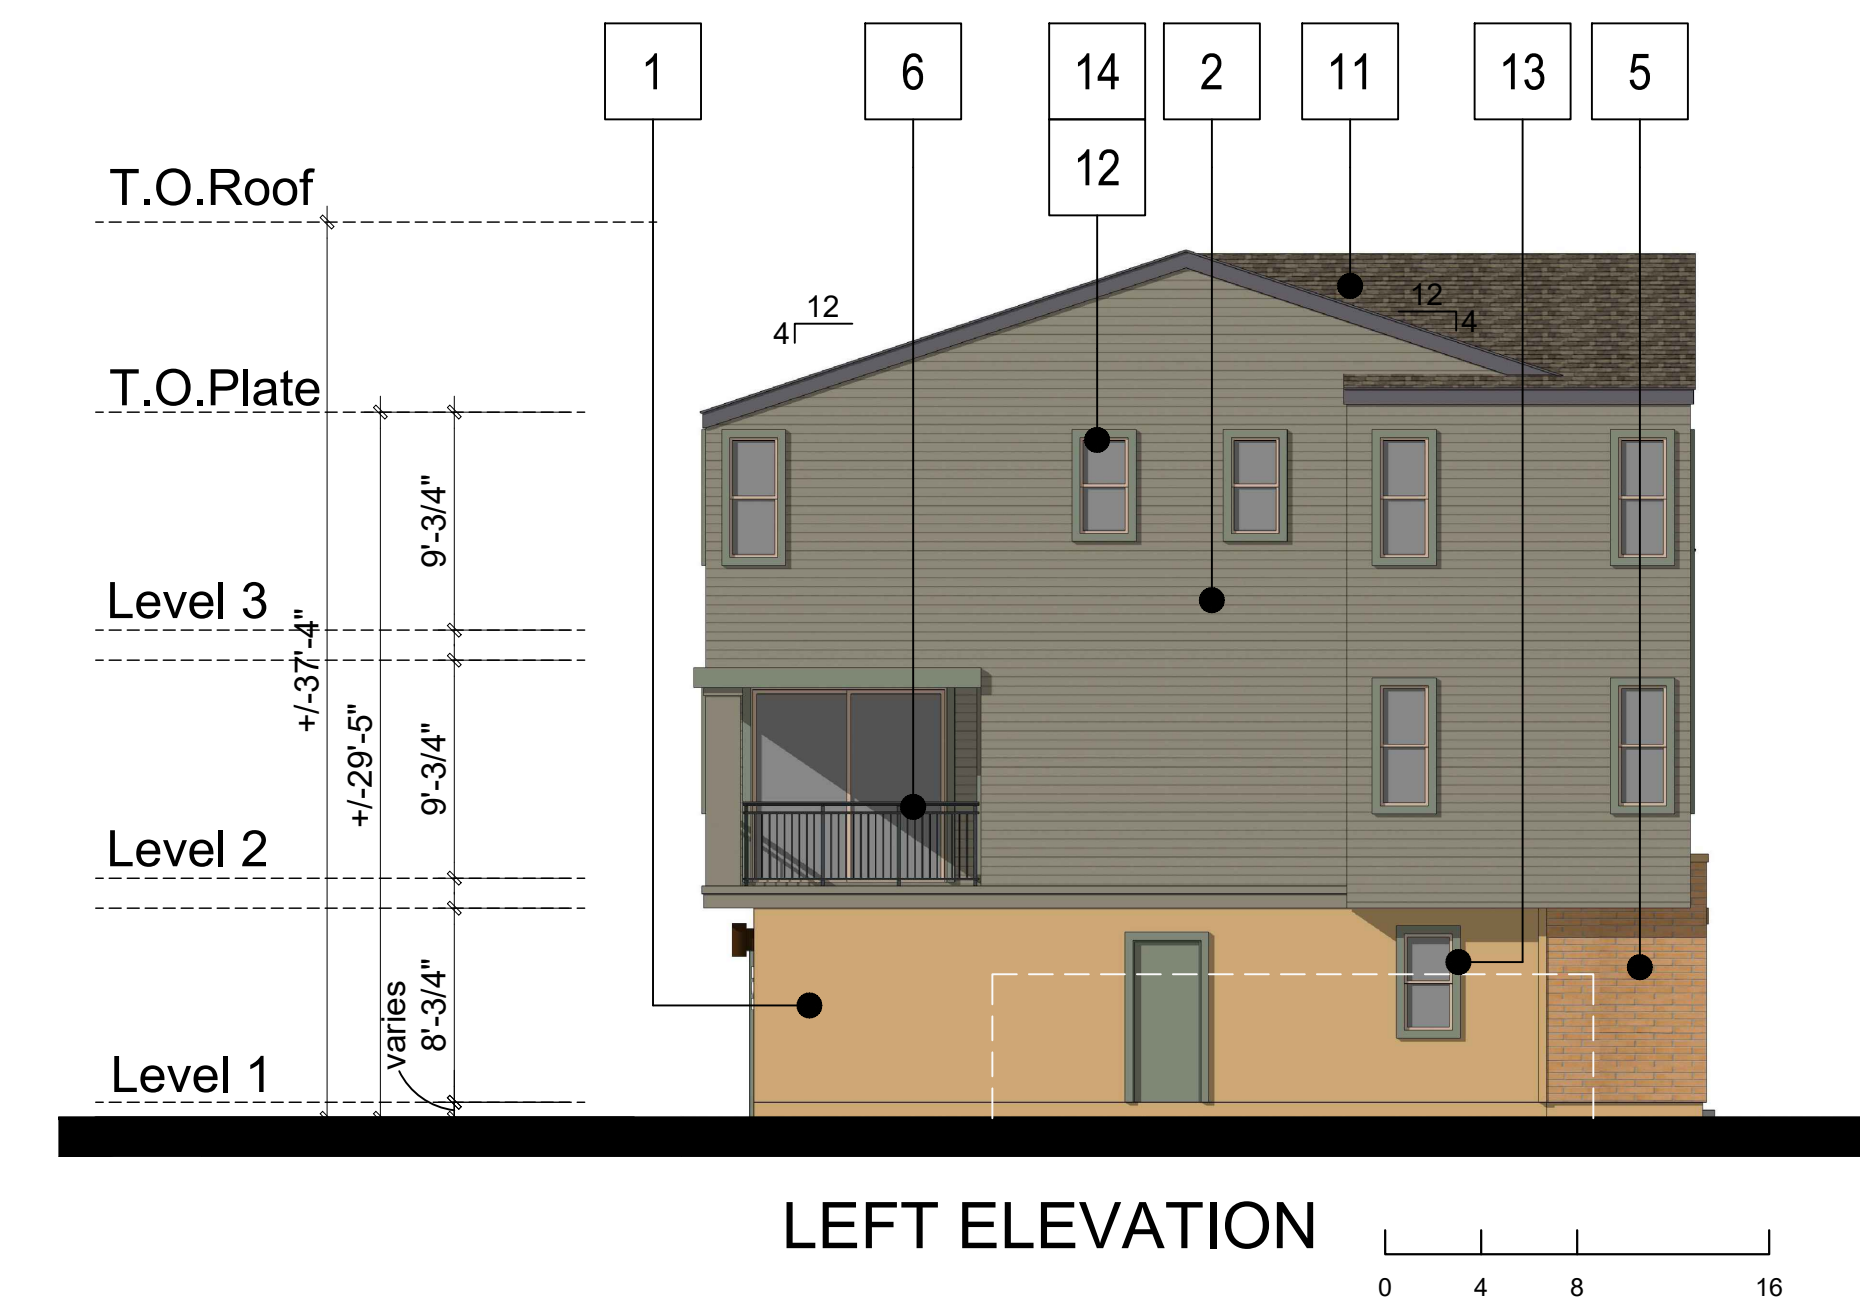 1 6 14 2 11 13 5
12
T.O.Roof
12
4
12
4
T.O.Plate
9'-3/4"
Level 3
+/-37'-4"
+/-29'-5"
9'-3/4"
Level 2
varies
8'-3/4"
Level 1
LEFT ELEVATION
0 4 8 16